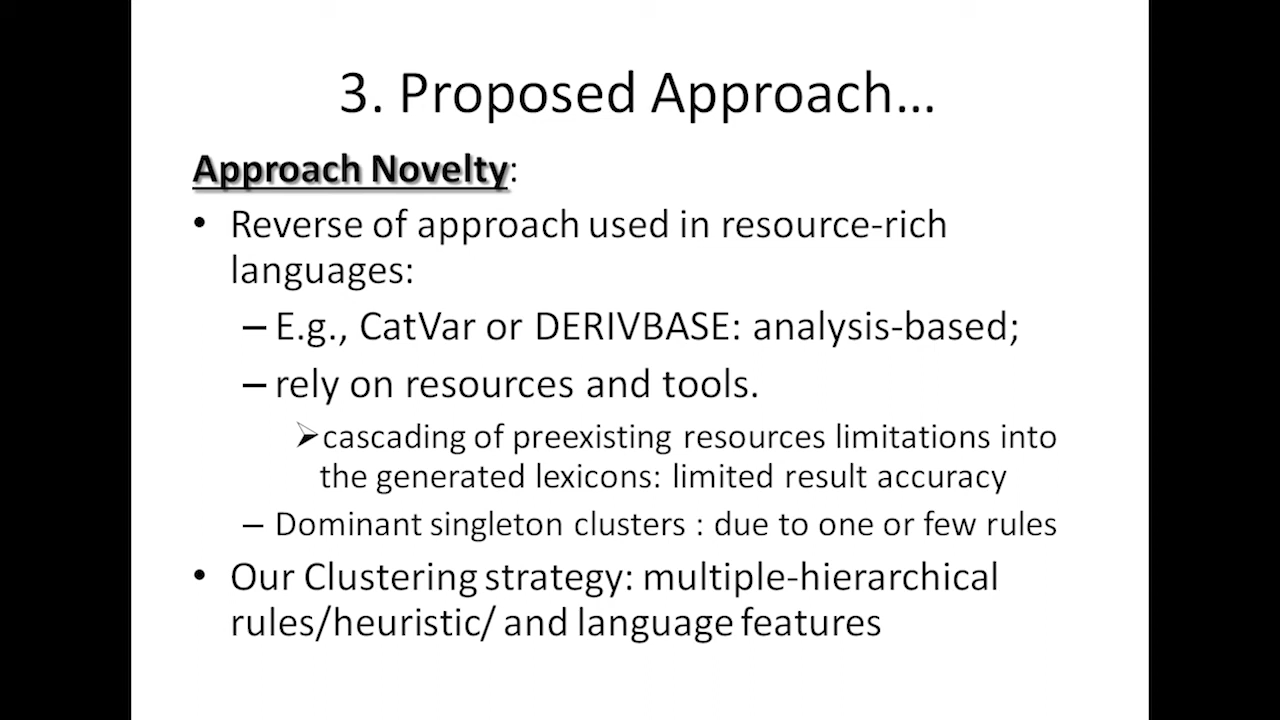 3. Proposed Approach...
Approach Novelty:
• Reverse of approach used in resource-rich
languages:
– E.g., CatVar or DERIVBASE: analysis-based;
– rely on resources and tools.
➢cascading of preexisting resources limitations into
the generated lexicons: limited result accuracy
– Dominant singleton clusters : due to one or few rules
• Our Clustering strategy: multiple-hierarchical
rules/heuristic/ and language features